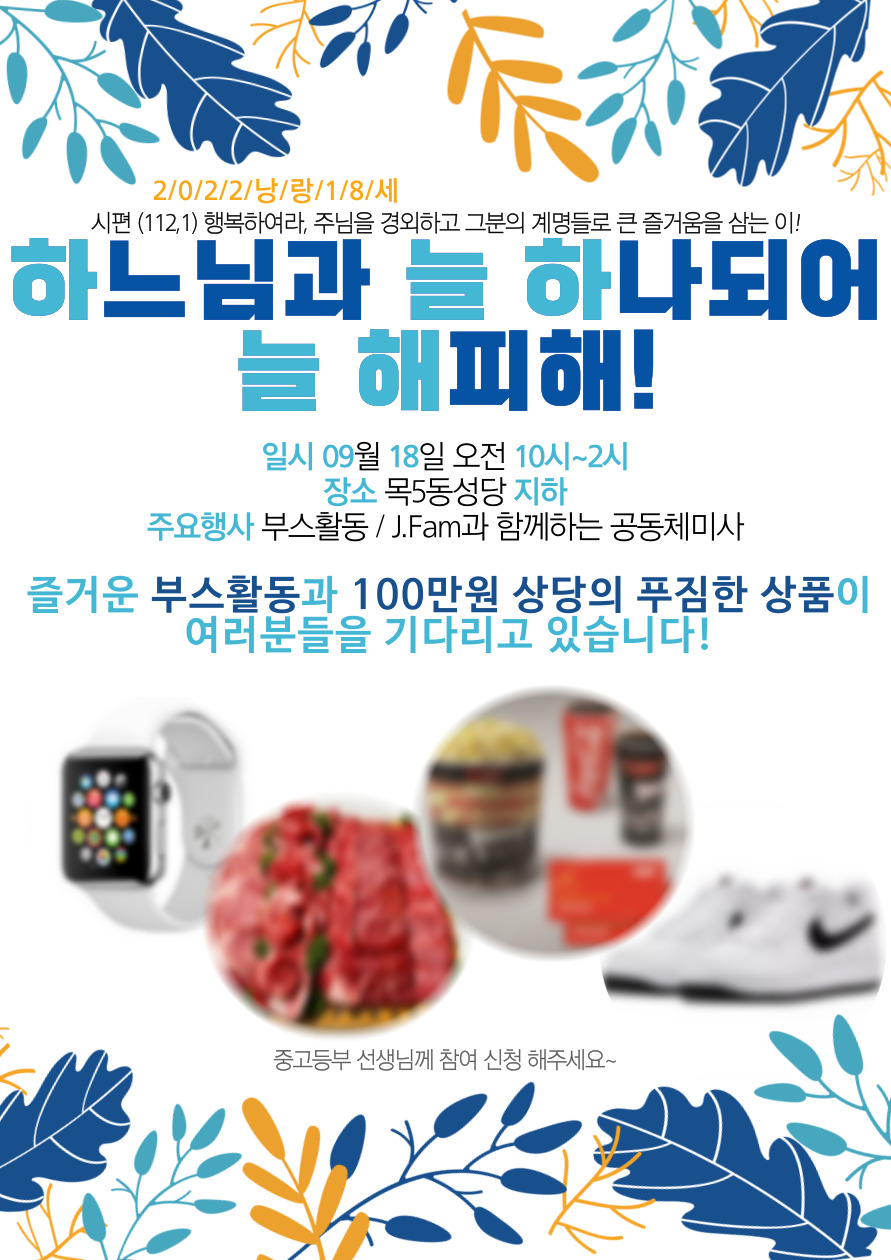 2/0/2/2/낭/랑/1/8/세
시편 (112,1) 행복하여라, 주님을 경외하고 그분의 계명들로 큰 즐거움을 삼는 이!
하느님과 늘 하나되어
늘 해피해!
일시 09월 18일 오전 10시~2시
장소 목5동성당 지하
주요행사 부스활동 / J.Fam과 함께하는 공동체미사
즐거운 부스활동과 100만원 상당의 푸짐한 상품이
여러분들을 기다리고 있습니다!
중고등부 선생님께 참여 신청 해주세요~